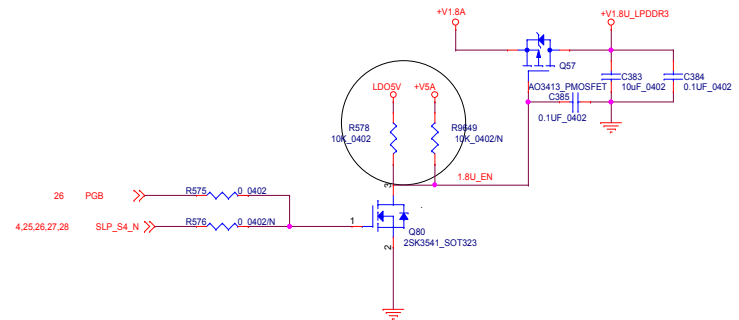 +V1.8A
+V1.8U_LPDDR3
Q57
AO3413_PMOSFET
C383
10uF_0402
C384
0.1UF_0402
C385
0.1UF_0402
LDO5V
+V5A
R578
10K_0402
R9649
10K_0402/N
1.8U_EN
3
26 PGB
R575 0_0402
4,25,26,27,28 SLP_S4_N
R576 0_0402/N
1
Q80
2SK3541_SOT323
2